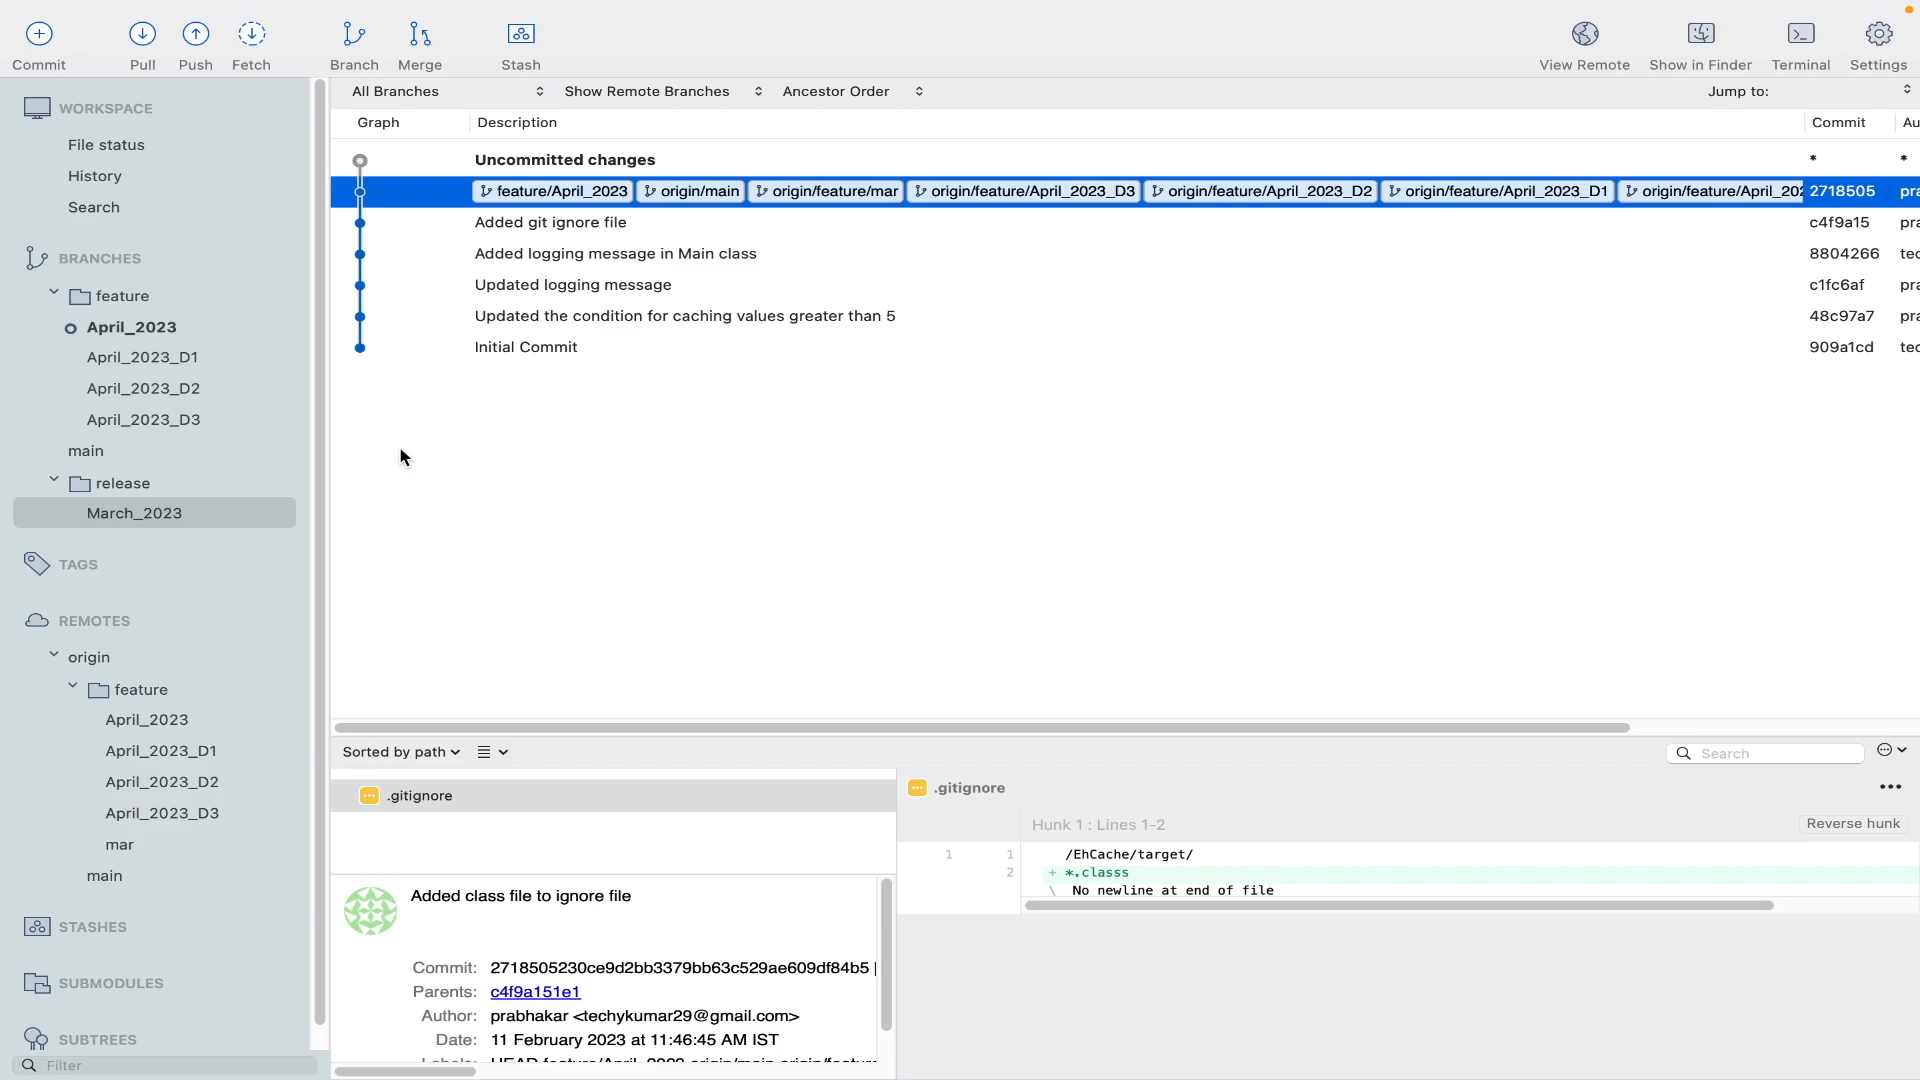 Commit Pull Push Fetch Branch Merge Stash View Remote Show in Finder Terminal Settings
WORKSPACE
File status
History
Search
BRANCHES
feature
April_2023
April_2023_D1
April_2023_D2
April_2023_D3
main
release
March_2023
TAGS
REMOTES
origin
feature
April_2023
April_2023_D1
April_2023_D2
April_2023_D3
mar
main
STASHES
SUBMODULES
SUBTREES
Filter
All Branches Show Remote Branches Ancestor Order Jump to:
Graph Description Commit Au
Uncommitted changes * *
feature/April_2023 origin/main origin/feature/mar origin/feature/April_2023_D3 origin/feature/April_2023_D2 origin/feature/April_2023_D1 origin/feature/April_202 2718505 pra
Added git ignore file c4f9a15 pra
Added logging message in Main class 8804266 tec
Updated logging message c1fc6af pra
Updated the condition for caching values greater than 5 48c97a7 pra
Initial Commit 909a1cd tec
Sorted by path Search
.gitignore
Added class file to ignore file
Commit: 2718505230ce9d2bb3379bb63c529ae609df84b5
Parents: c4f9a151e1
Author: prabhakar <techykumar29@gmail.com>
Date: 11 February 2023 at 11:46:45 AM IST
Labels: HEAD feature/April_2023 origin/main origin/featur
.gitignore
Hunk 1 : Lines 1-2 Reverse hunk
1 1 /EhCache/target/
2 + *.classs
\ No newline at end of file